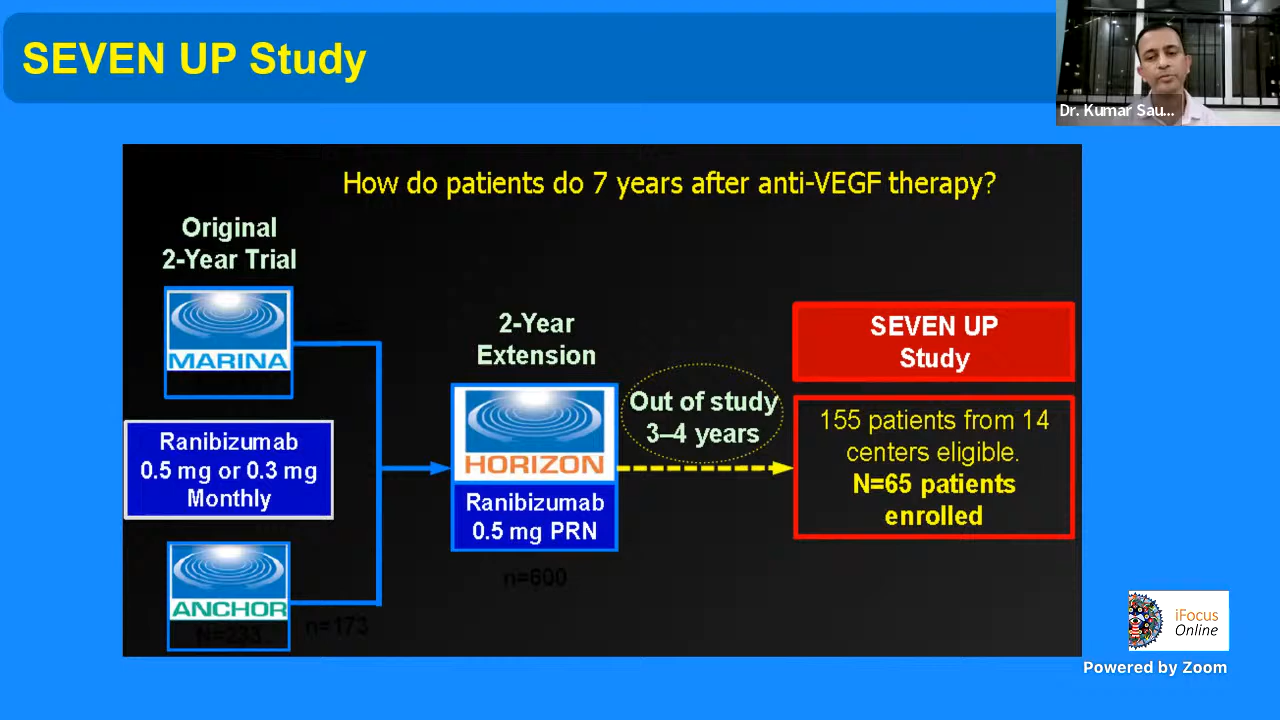 SEVEN UP Study
Dr. Kumar Sau...
How do patients do 7 years after anti-VEGF therapy?
Original
2-Year Trial
MARINA
Ranibizumab
0.5 mg or 0.3 mg
Monthly
ANCHOR
N=233
n=173
2-Year
Extension
HORIZON
Ranibizumab
0.5 mg PRN
n=600
Out of study
3–4 years
SEVEN UP
Study
155 patients from 14
centers eligible.
N=65 patients
enrolled
iFocus
Online
Powered by Zoom